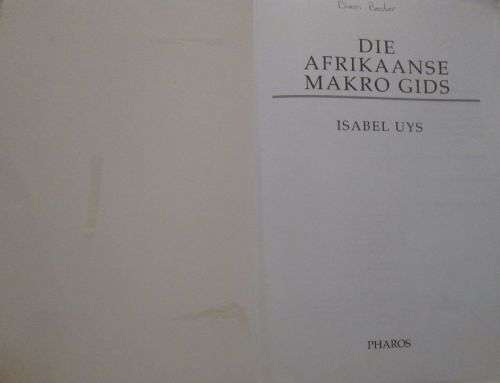 DIE
AFRIKAANSE
MAKRO GIDS
ISABEL UYS
PHAROS